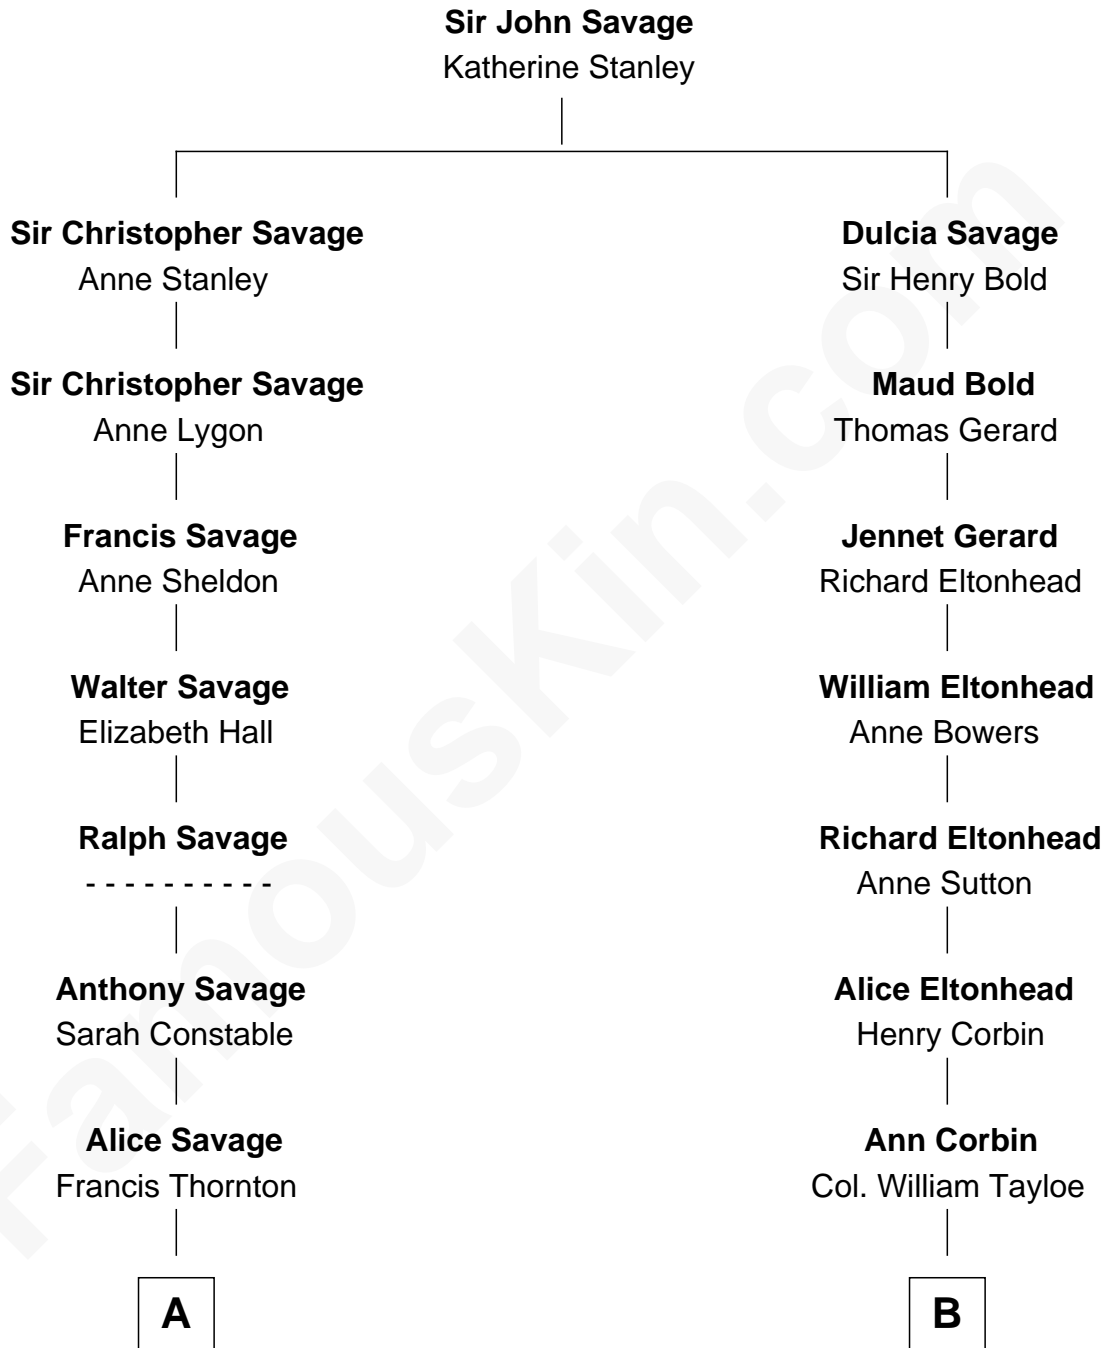 Sir John Savage
Katherine Stanley
Sir Christopher Savage
Anne Stanley
Sir Christopher Savage
Anne Lygon
Francis Savage
Anne Sheldon
Walter Savage
Elizabeth Hall
Ralph Savage
- - - - - - - - - -
Anthony Savage
Sarah Constable
Alice Savage
Francis Thornton
A
Dulcia Savage
Sir Henry Bold
Maud Bold
Thomas Gerard
Jennet Gerard
Richard Eltonhead
William Eltonhead
Anne Bowers
Richard Eltonhead
Anne Sutton
Alice Eltonhead
Henry Corbin
Ann Corbin
Col. William Tayloe
B
FamousKin.com